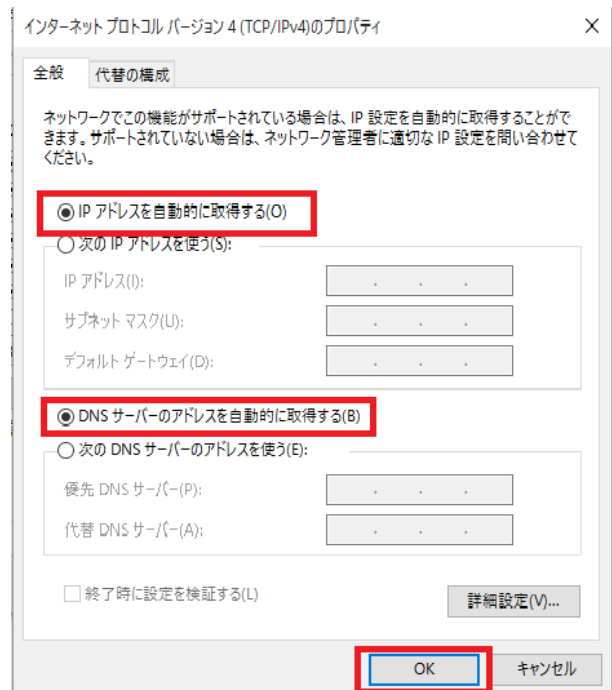 インターネット プロトコル バージョン 4 (TCP/IPv4)のプロパティ
全般 代替の構成
ネットワークでこの機能がサポートされている場合は、IP 設定を自動的に取得することがで
きます。サポートされていない場合は、ネットワーク管理者に適切な IP 設定を問い合わせて
ください。
IP アドレスを自動的に取得する(O)
次の IP アドレスを使う(S):
IP アドレス(I):
サブネット マスク(U):
デフォルト ゲートウェイ(D):
DNS サーバーのアドレスを自動的に取得する(B)
次の DNS サーバーのアドレスを使う(E):
優先 DNS サーバー(P):
代替 DNS サーバー(A):
終了時に設定を検証する(L)
詳細設定(V)...
OK キャンセル